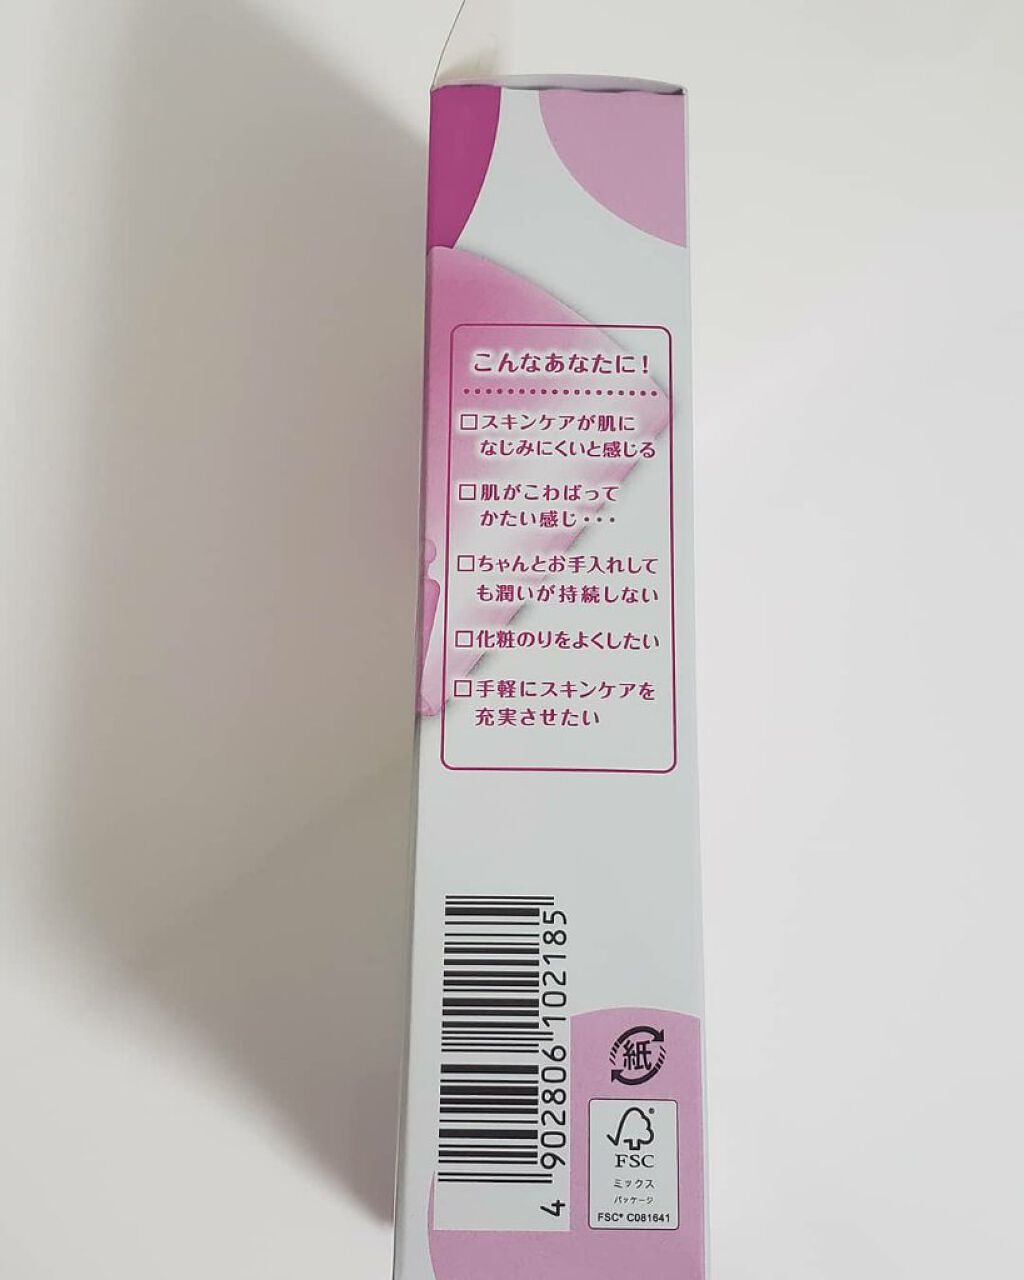 こんなあなたに!
□スキンケアが肌に
なじみにくいと感じる
□肌がこわばって
かたい感じ・・・
□ちゃんとお手入れして
も潤いが持続しない
□化粧のりをよくしたい
□手軽にスキンケアを
充実させたい
4 902806 102185
紙
FSC
ミックス
パッケージ
FSC® C081641